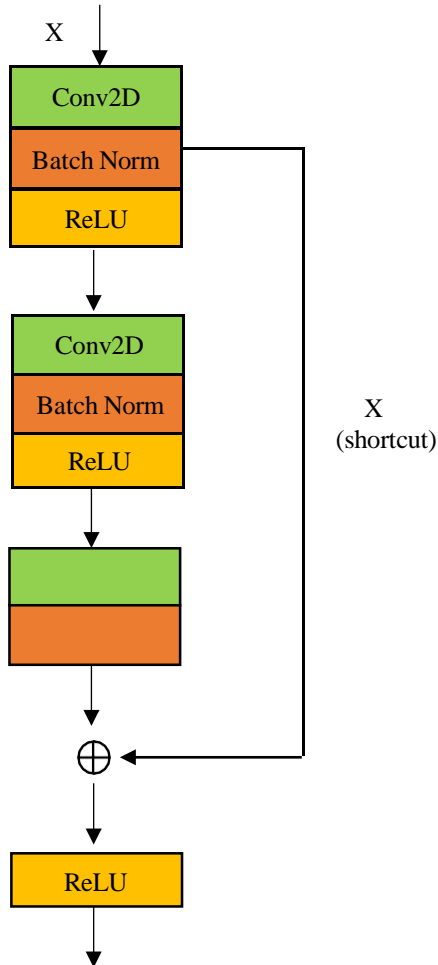 X
Conv2D
Batch Norm
ReLU
Conv2D
Batch Norm
ReLU
X
(shortcut)
ReLU